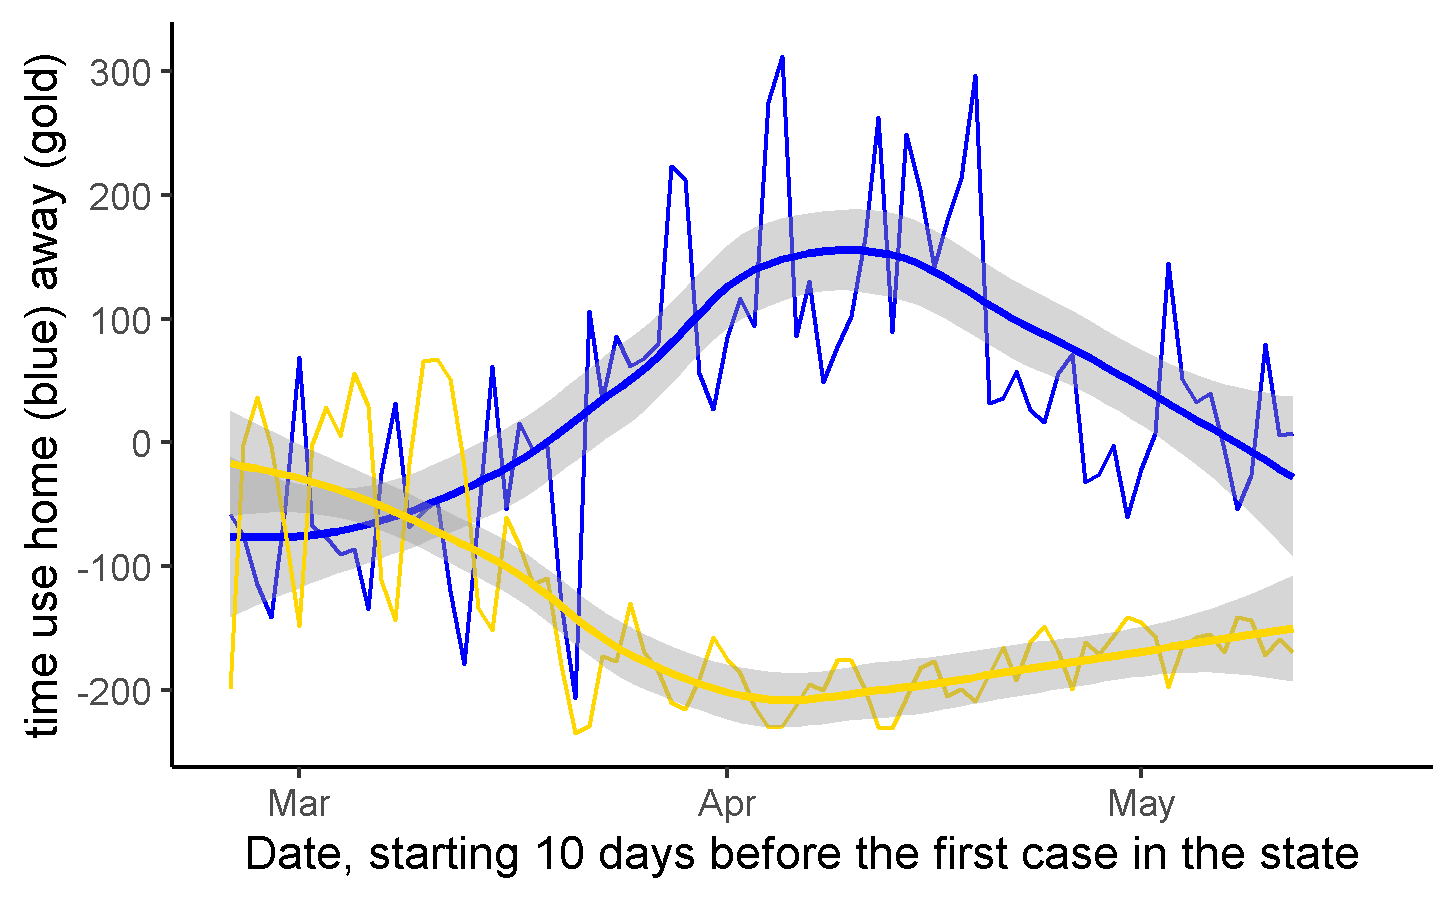 time use home (blue) away (gold)
300
200
100
0
-100
-200
Mar Apr May
Date, starting 10 days before the first case in the state